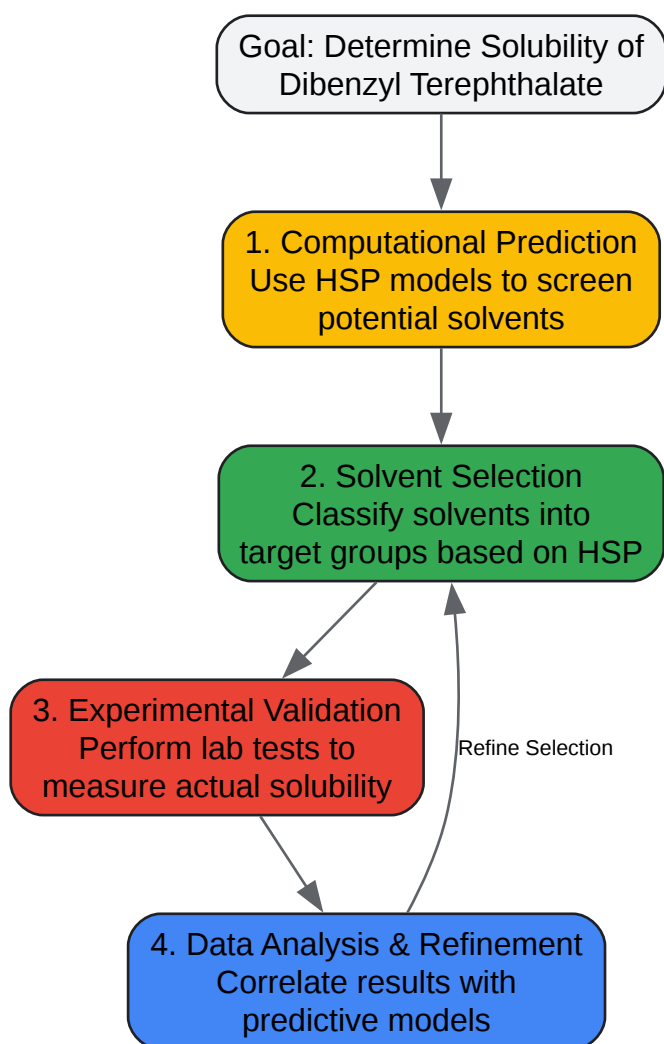 Goal: Determine Solubility of
Dibenzyl Terephthalate
1. Computational Prediction
Use HSP models to screen
potential solvents
2. Solvent Selection
Classify solvents into
target groups based on HSP
3. Experimental Validation
Perform lab tests to
measure actual solubility
Refine Selection
4. Data Analysis & Refinement
Correlate results with
predictive models